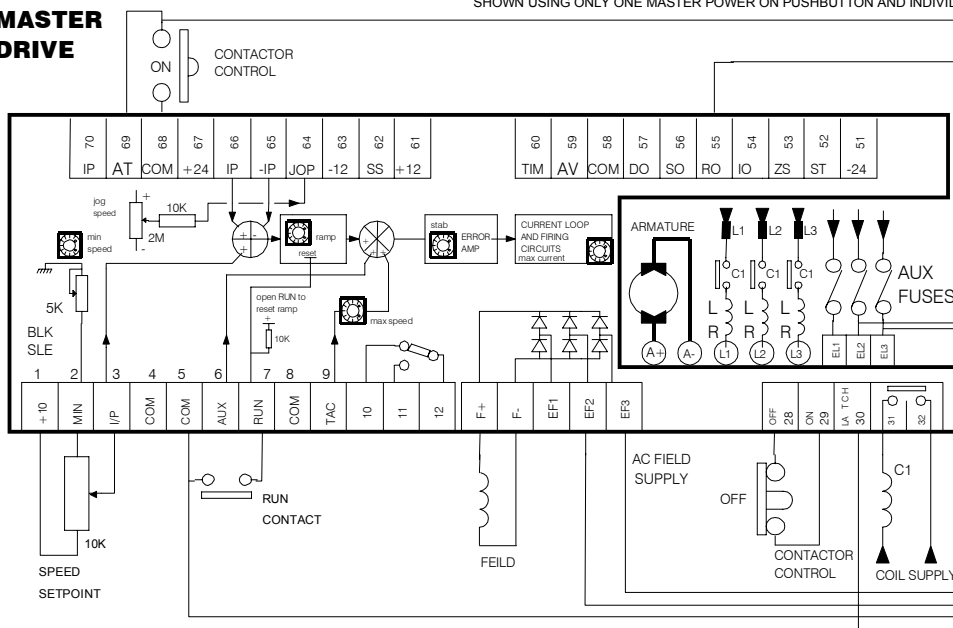 SHOWN USING ONLY ONE MASTER POWER ON PUSHBUTTON AND
MASTER
DRIVE
ON
CONTACTOR
CONTROL
70 69 68 67 66 65 64 63 62 61
IP AT COM +24 IP -IP JOP -12 SS +12
60 59 58 57 56 55 54 53 52 51
TIM AV COM DO SO RO IO ZS ST -24
jog
speed
+
-
10K
2M
min
speed
5K
BLK
SLE
ramp
reset
+
-
+
+
+
-
stab
ERROR
AMP
CURRENT LOOP
AND FIRING
CIRCUITS
max current
open RUN to
reset ramp
+
10K
max speed
ARMATURE
L1 L2 L3
C1 C1 C1
L L L
R R R
A+ A- L1 L2 L3
AUX
FUSES
EL1 EL2 EL3
1 2 3 4 5 6 7 8 9
+10 MIN I/P COM COM AUX RUN COM TAC 10 11 12
F+ F- EF1 EF2 EF3
OFF 28 ON 29 LATCH 30 31 32
10K
SPEED
SETPOINT
RUN
CONTACT
FEILD
AC FIELD
SUPPLY
OFF
CONTACTOR
CONTROL
C1
COIL SUPPLY